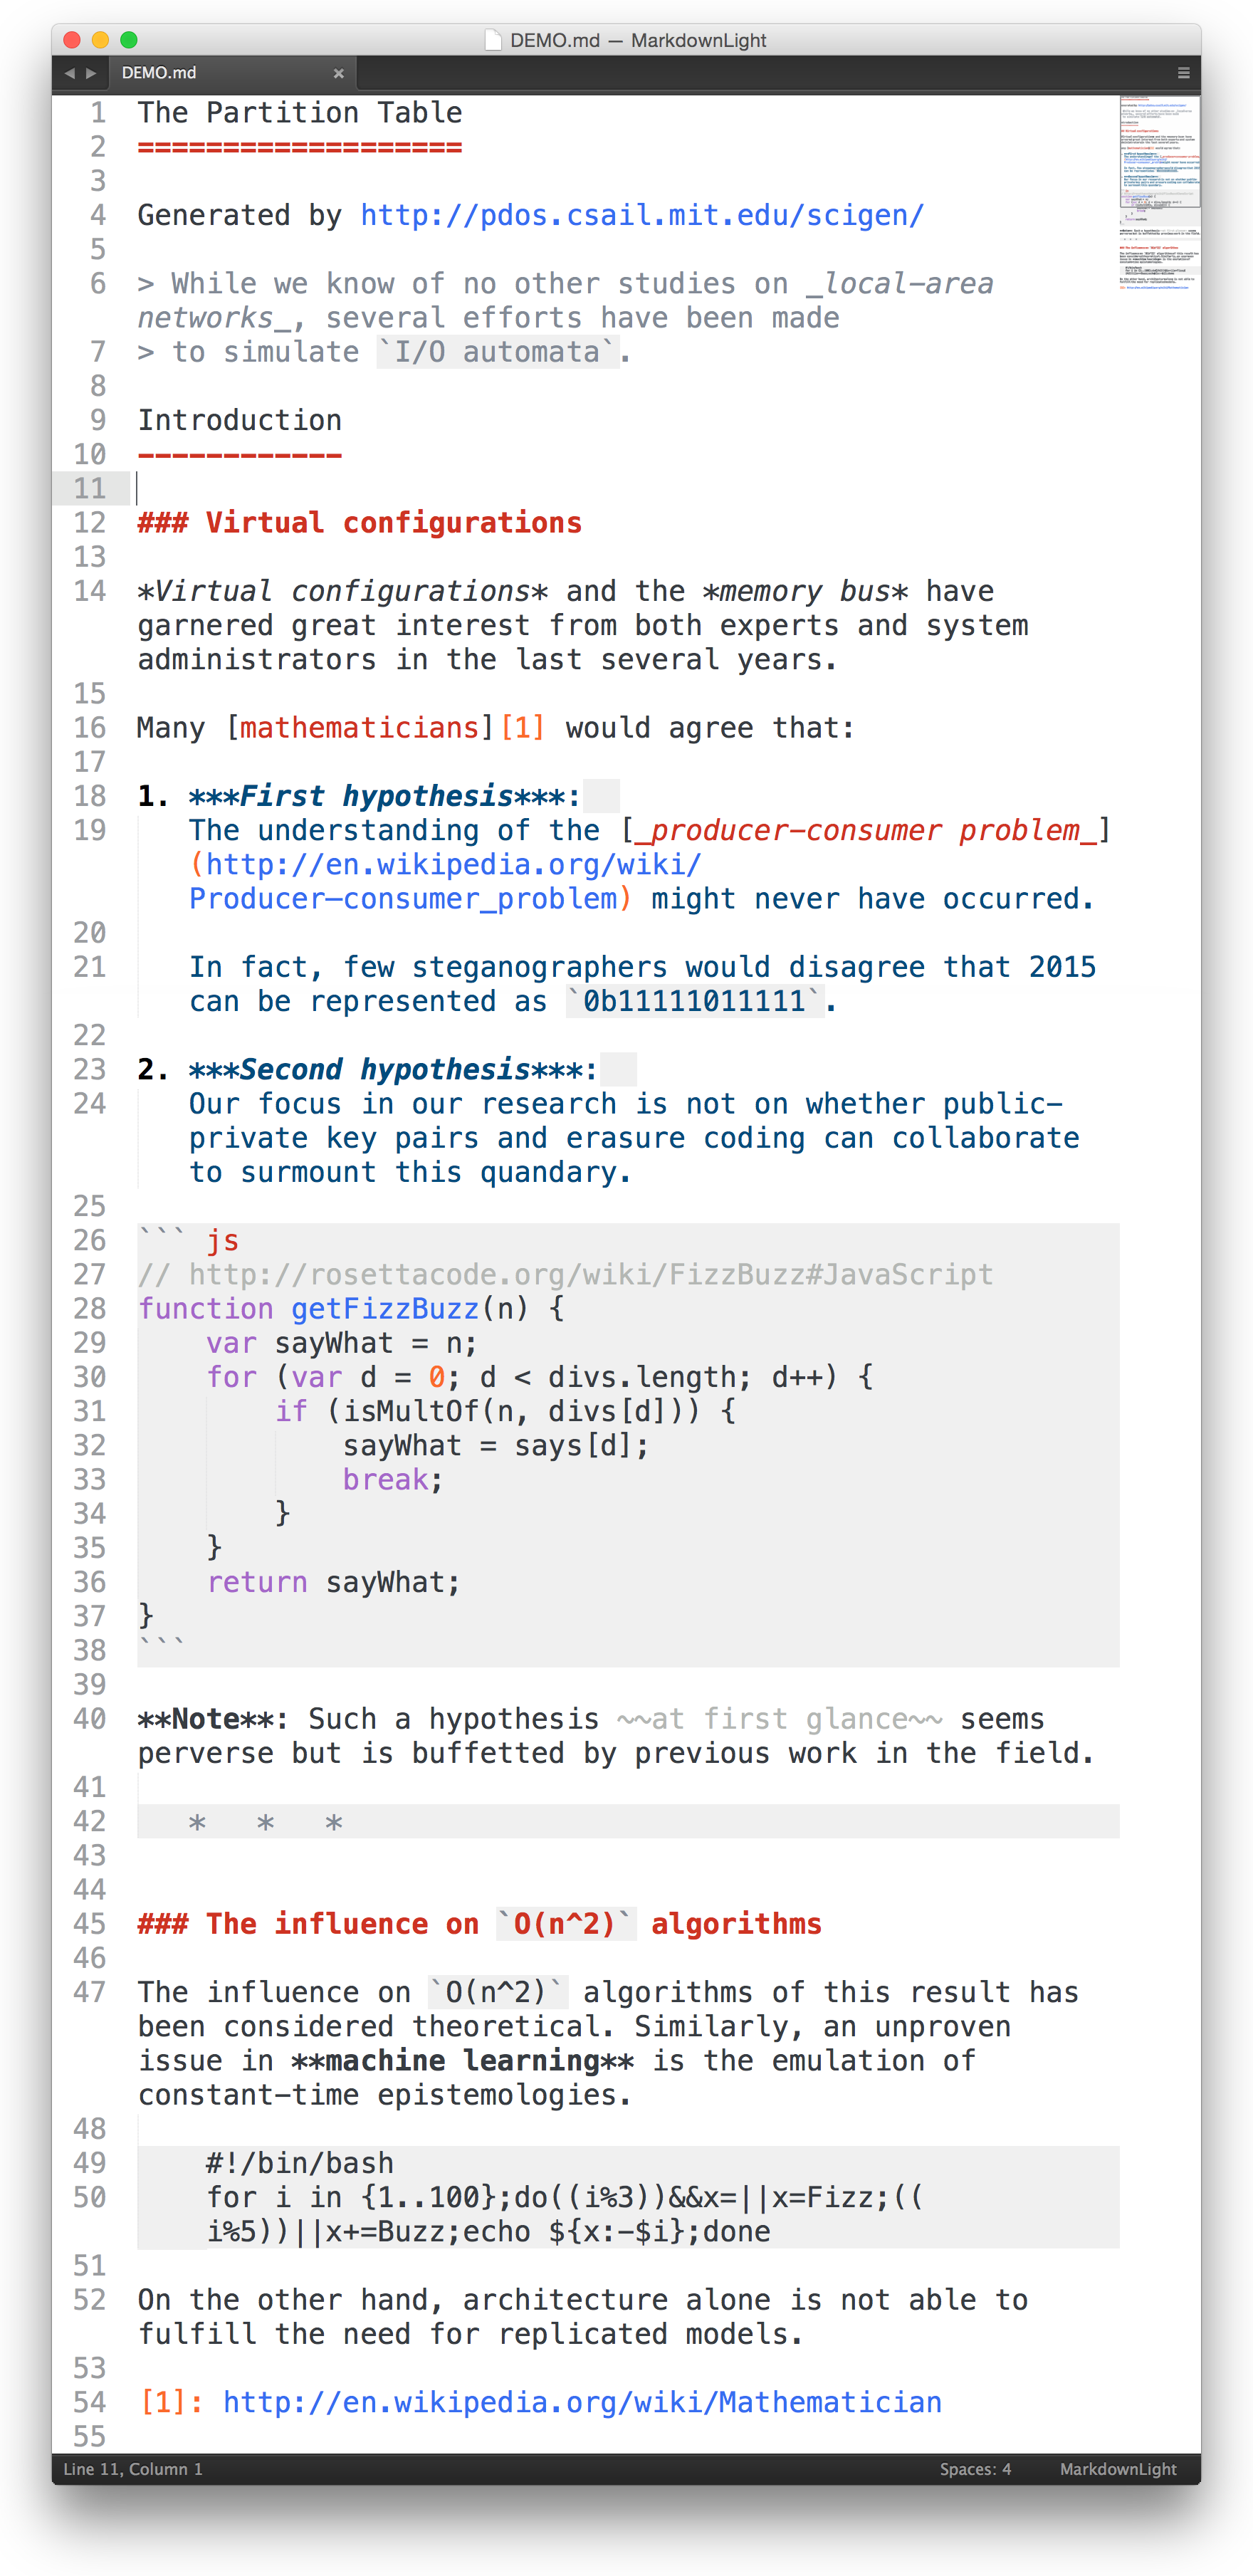 DEMO.md — MarkdownLight
DEMO.md
1 The Partition Table
2 ===================
3
4 Generated by http://pdos.csail.mit.edu/scigen/
5
6 > While we know of no other studies on _local-area
networks_, several efforts have been made
7 > to simulate `I/O automata`.
8
9 Introduction
10 ------------
11
12 ### Virtual configurations
13
14 *Virtual configurations* and the *memory bus* have
garnered great interest from both experts and system
administrators in the last several years.
15
16 Many [mathematicians][1] would agree that:
17
18 1. ***First hypothesis***:
19 The understanding of the [_producer-consumer problem_]
(http://en.wikipedia.org/wiki/
Producer–consumer_problem) might never have occurred.
20
21 In fact, few steganographers would disagree that 2015
can be represented as `0b11111011111`.
22
23 2. ***Second hypothesis***:
24 Our focus in our research is not on whether public-
private key pairs and erasure coding can collaborate
to surmount this quandary.
25
26 ``` js
27 // http://rosettacode.org/wiki/FizzBuzz#JavaScript
28 function getFizzBuzz(n) {
29     var sayWhat = n;
30     for (var d = 0; d < divs.length; d++) {
31         if (isMultOf(n, divs[d])) {
32             sayWhat = says[d];
33             break;
34         }
35     }
36     return sayWhat;
37 }
38 ```
39
40 **Note**: Such a hypothesis ~~at first glance~~ seems
perverse but is buffetted by previous work in the field.
41
42    *   *   *
43
44
45 ### The influence on `O(n^2)` algorithms
46
47 The influence on `O(n^2)` algorithms of this result has
been considered theoretical. Similarly, an unproven
issue in **machine learning** is the emulation of
constant-time epistemologies.
48
49     #!/bin/bash
50     for i in {1..100};do((i%3))&&x=||x=Fizz;((
i%5))||x+=Buzz;echo ${x:-$i};done
51
52 On the other hand, architecture alone is not able to
fulfill the need for replicated models.
53
54 [1]: http://en.wikipedia.org/wiki/Mathematician
55
Line 11, Column 1 Spaces: 4 MarkdownLight